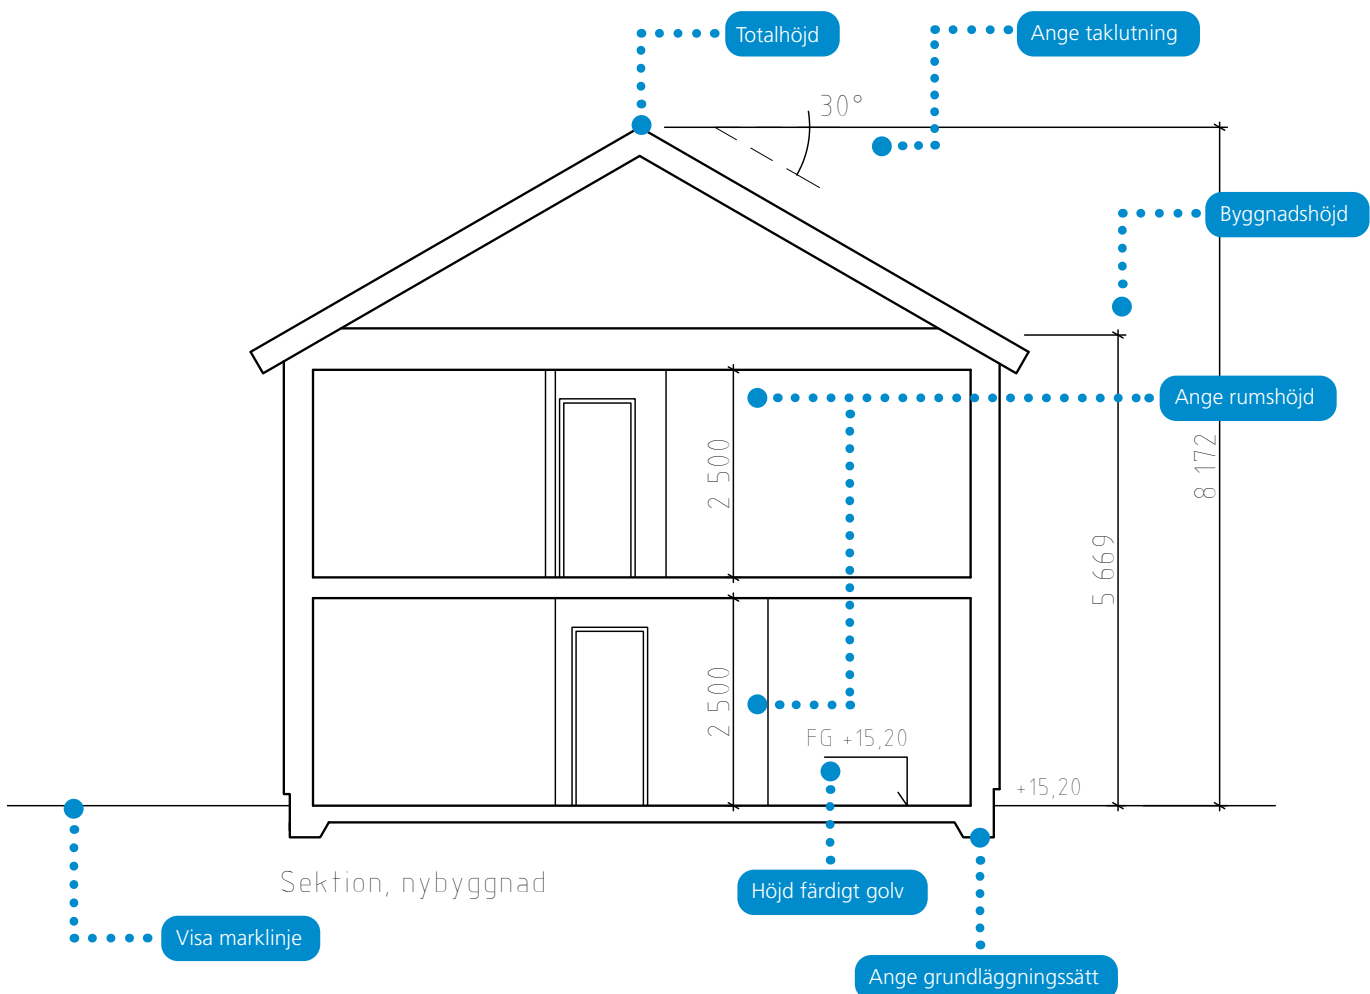 Totalhöjd
Ange taklutning
30°
Byggnadshöjd
Ange rumshöjd
2 500
8 172
5 669
2 500
FG +15,20
+15,20
Sektion, nybyggnad
Höjd färdigt golv
Visa marklinje
Ange grundläggningssätt